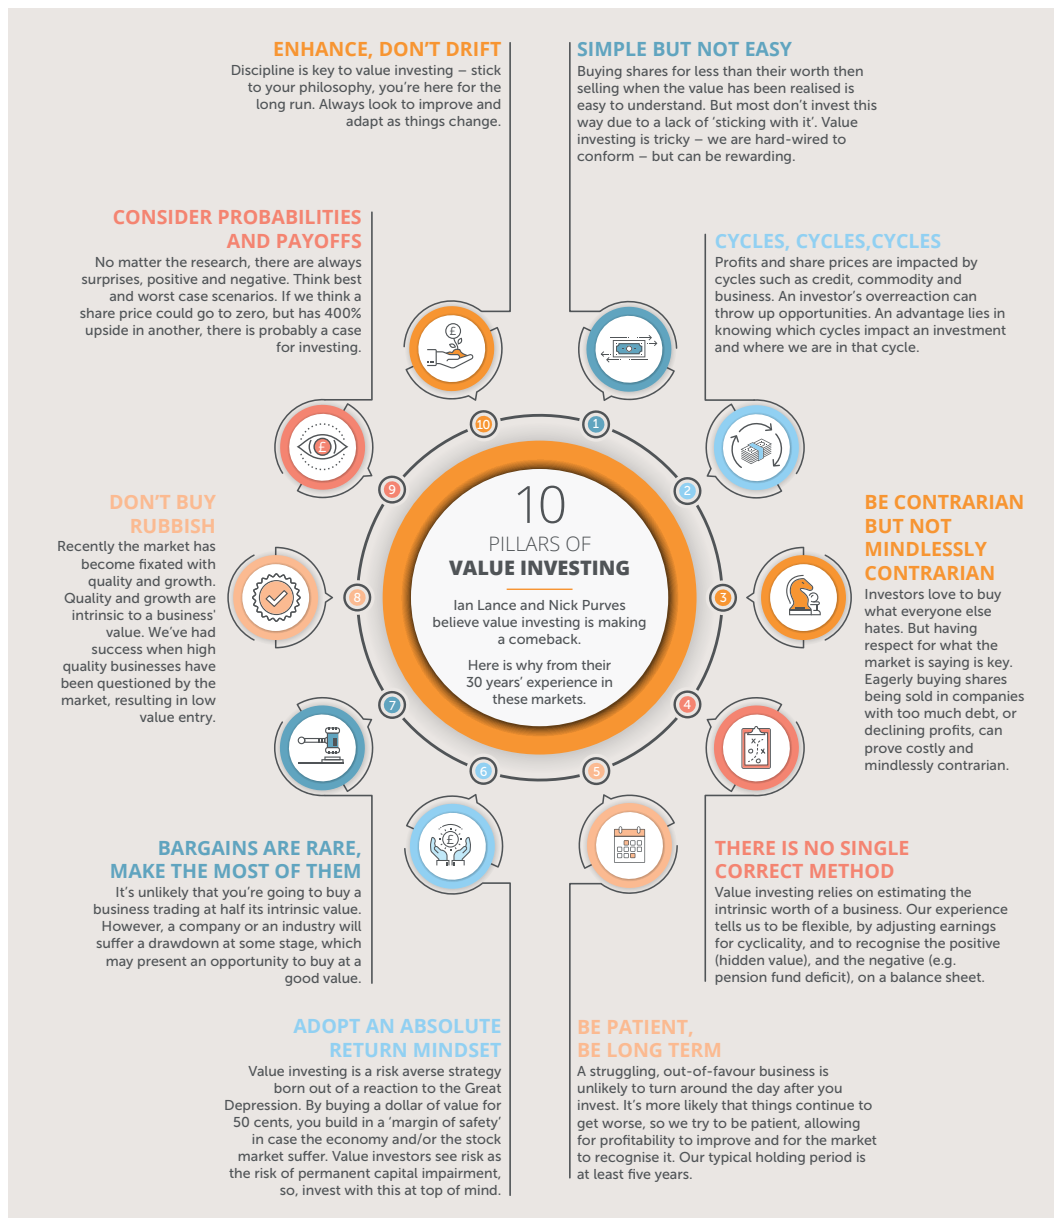 10
PILLARS OF
VALUE INVESTING
Ian Lance and Nick Purves
believe value investing is making
a comeback.
Here is why from their
30 years' experience in
these markets.
1
SIMPLE BUT NOT EASY
Buying shares for less than their worth then
selling when the value has been realised is
easy to understand. But most don't invest this
way due to a lack of 'sticking with it'. Value
investing is tricky – we are hard-wired to
conform – but can be rewarding.
2
CYCLES, CYCLES,CYCLES
Profits and share prices are impacted by
cycles such as credit, commodity and
business. An investor's overreaction can
throw up opportunities. An advantage lies in
knowing which cycles impact an investment
and where we are in that cycle.
3
BE CONTRARIAN
BUT NOT
MINDLESSLY
CONTRARIAN
Investors love to buy
what everyone else
hates. But having
respect for what the
market is saying is key.
Eagerly buying shares
being sold in companies
with too much debt, or
declining profits, can
prove costly and
mindlessly contrarian.
4
THERE IS NO SINGLE
CORRECT METHOD
Value investing relies on estimating the
intrinsic worth of a business. Our experience
tells us to be flexible, by adjusting earnings
for cyclicality, and to recognise the positive
(hidden value), and the negative (e.g.
pension fund deficit), on a balance sheet.
5
BE PATIENT,
BE LONG TERM
A struggling, out-of-favour business is
unlikely to turn around the day after you
invest. It's more likely that things continue to
get worse, so we try to be patient, allowing
for profitability to improve and for the market
to recognise it. Our typical holding period is
at least five years.
6
£
ADOPT AN ABSOLUTE
RETURN MINDSET
Value investing is a risk averse strategy
born out of a reaction to the Great
Depression. By buying a dollar of value for
50 cents, you build in a 'margin of safety'
in case the economy and/or the stock
market suffer. Value investors see risk as
the risk of permanent capital impairment,
so, invest with this at top of mind.
7
BARGAINS ARE RARE,
MAKE THE MOST OF THEM
It's unlikely that you're going to buy a
business trading at half its intrinsic value.
However, a company or an industry will
suffer a drawdown at some stage, which
may present an opportunity to buy at a
good value.
8
DON'T BUY
RUBBISH
Recently the market has
become fixated with
quality and growth.
Quality and growth are
intrinsic to a business'
value. We've had
success when high
quality businesses have
been questioned by the
market, resulting in low
value entry.
9
£
CONSIDER PROBABILITIES
AND PAYOFFS
No matter the research, there are always
surprises, positive and negative. Think best
and worst case scenarios. If we think a
share price could go to zero, but has 400%
upside in another, there is probably a case
for investing.
10
£
ENHANCE, DON'T DRIFT
Discipline is key to value investing – stick
to your philosophy, you're here for the
long run. Always look to improve and
adapt as things change.